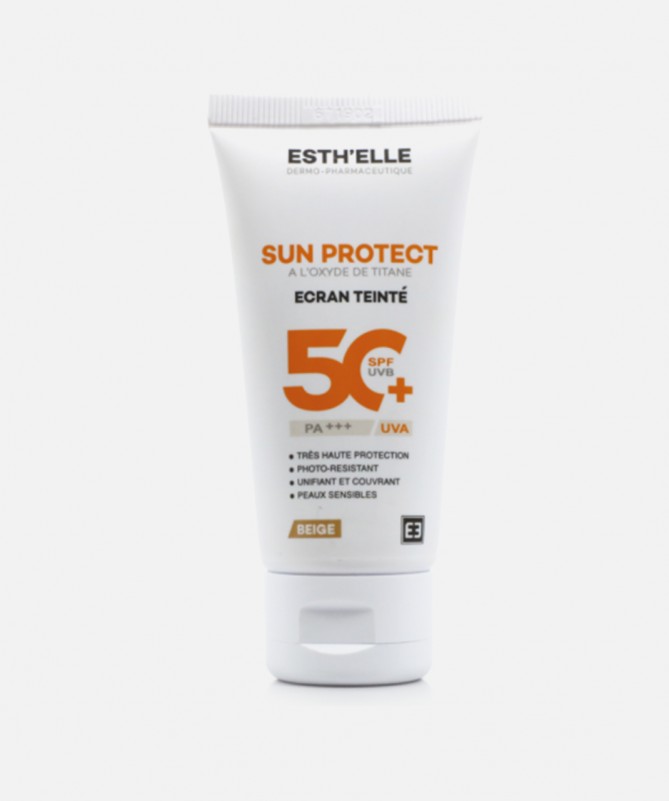 ESTH'ELLE
DERMO-PHARMACEUTIQUE
SUN PROTECT
A L'OXYDE DE TITANE
ECRAN TEINTÉ
50+
SPF
UVB
PA+++ UVA
• TRÈS HAUTE PROTECTION
• PHOTO-RESISTANT
• UNIFIANT ET COUVRANT
• PEAUX SENSIBLES
BEIGE